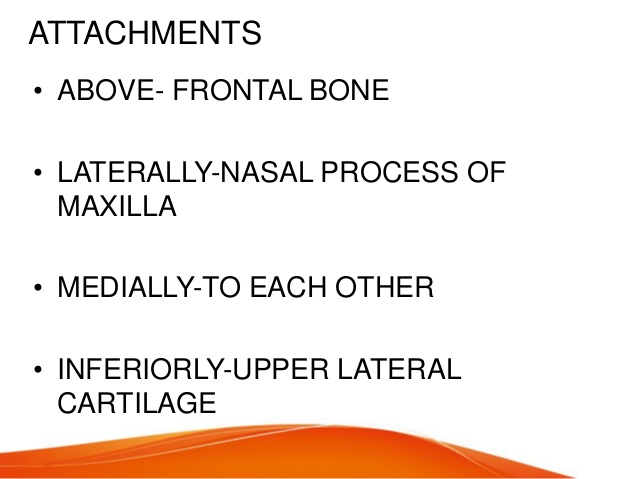 ATTACHMENTS
• ABOVE- FRONTAL BONE
• LATERALLY-NASAL PROCESS OF
MAXILLA
• MEDIALLY-TO EACH OTHER
• INFERIORLY-UPPER LATERAL
CARTILAGE